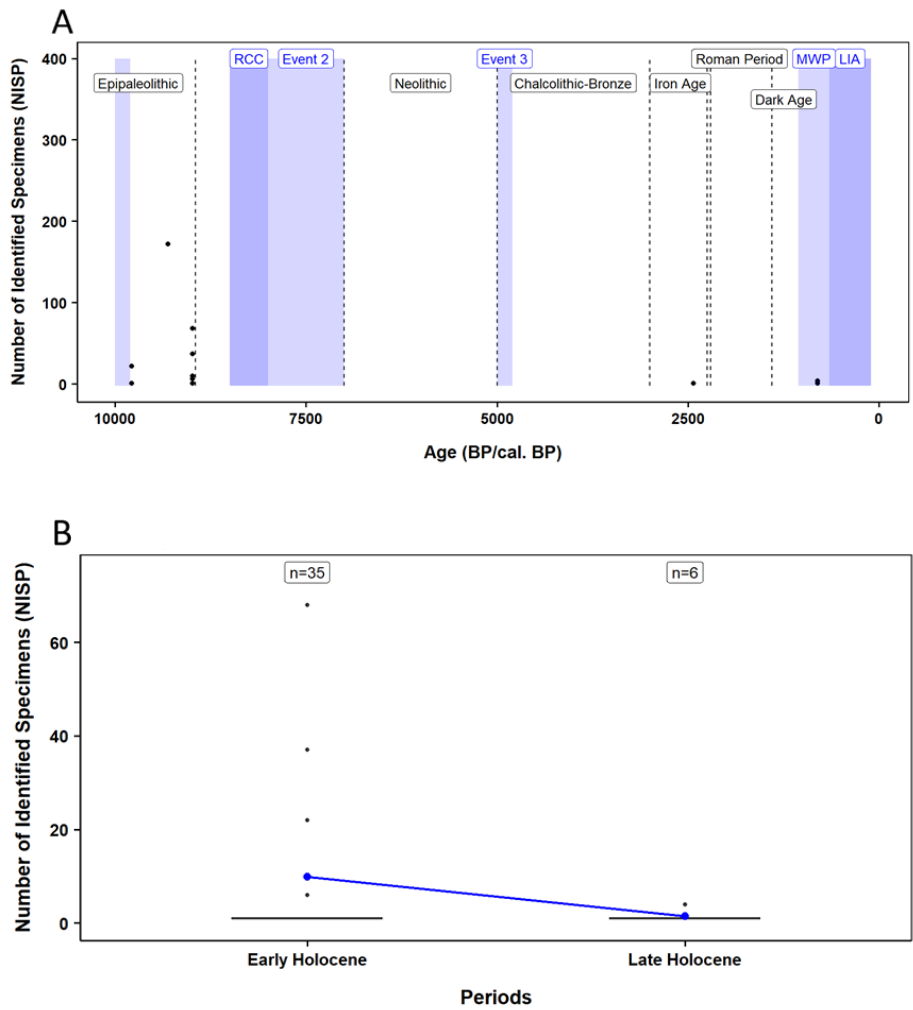 A
Number of Identified Specimens (NISP)
400
300
200
100
0
RCC Event 2 Event 3 Roman Period MWP LIA
Epipaleolithic Neolithic Chalcolithic-Bronze Iron Age
Dark Age
10000 7500 5000 2500 0
Age (BP/cal. BP)
B
Number of Identified Specimens (NISP)
n=35 n=6
60
40
20
0
Early Holocene Late Holocene
Periods